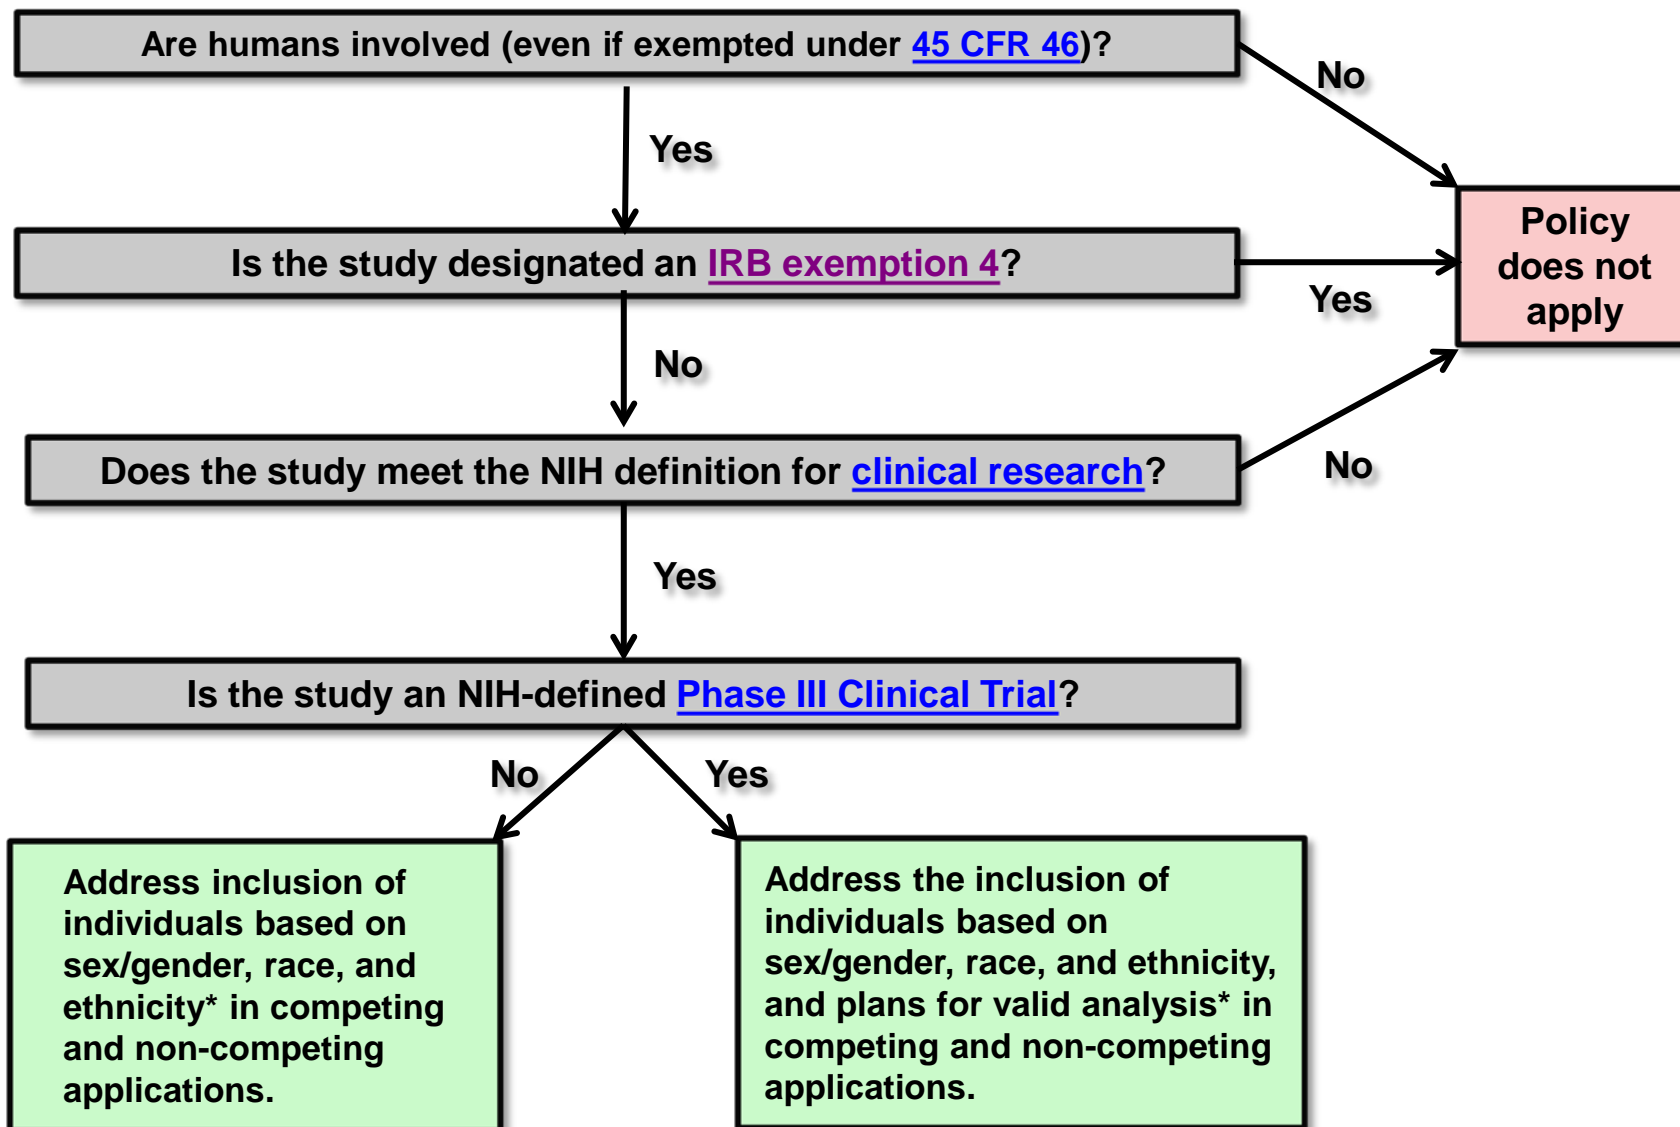 Are humans involved (even if exempted under 45 CFR 46)?
No
Yes
Policy
does not
apply
Is the study designated an IRB exemption 4?
Yes
No
Does the study meet the NIH definition for clinical research?
No
Yes
Is the study an NIH-defined Phase III Clinical Trial?
No
Yes
Address inclusion of
individuals based on
sex/gender, race, and
ethnicity* in competing
and non-competing
applications.
Address the inclusion of
individuals based on
sex/gender, race, and ethnicity,
and plans for valid analysis* in
competing and non-competing
applications.